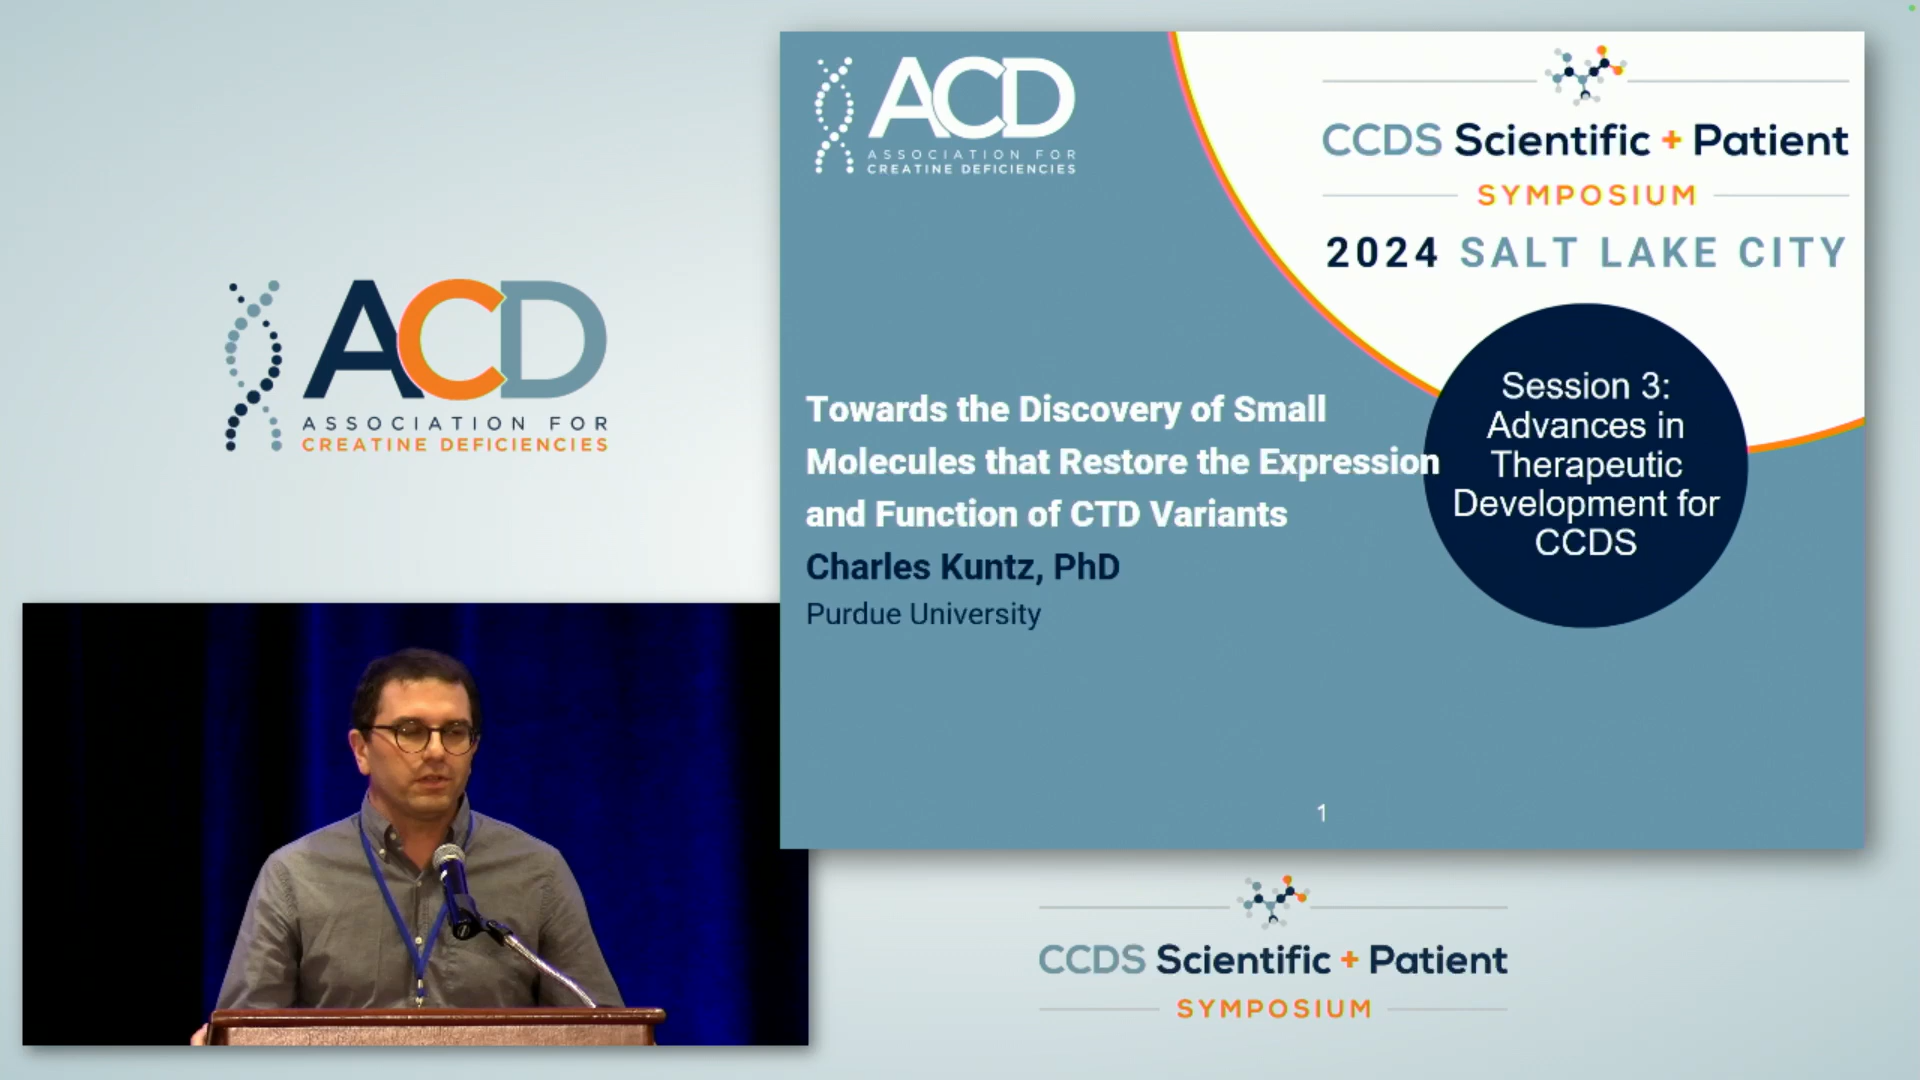 ACD
ASSOCIATION FOR
CREATINE DEFICIENCIES
ACD
ASSOCIATION FOR
CREATINE DEFICIENCIES
CCDS Scientific + Patient
SYMPOSIUM
2024 SALT LAKE CITY
Towards the Discovery of Small
Molecules that Restore the Expression
and Function of CTD Variants
Charles Kuntz, PhD
Purdue University
Session 3:
Advances in
Therapeutic
Development for
CCDS
1
CCDS Scientific + Patient
SYMPOSIUM